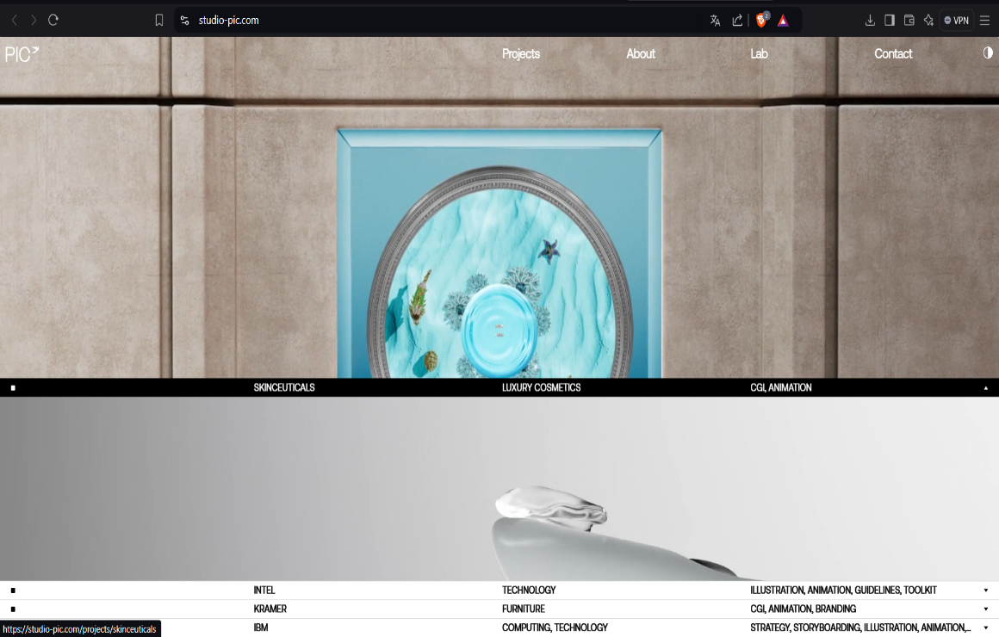 studio-pic.com
VPN
PIC
Projects About Lab Contact
SKINCEUTICALS LUXURY COSMETICS CGI, ANIMATION
INTEL TECHNOLOGY ILLUSTRATION, ANIMATION, GUIDELINES, TOOLKIT
KRAMER FURNITURE CGI, ANIMATION, BRANDING
IBM COMPUTING, TECHNOLOGY STRATEGY, STORYBOARDING, ILLUSTRATION, ANIMATION,...
https://studio-pic.com/projects/skinceuticals